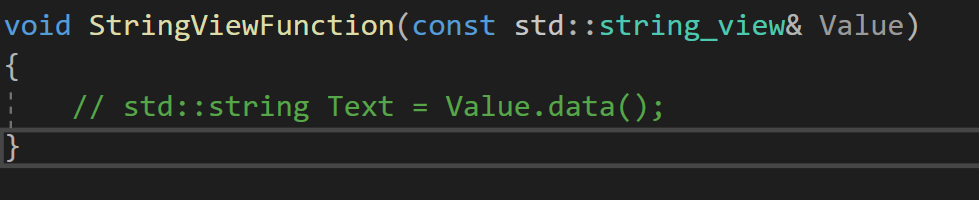 void StringViewFunction(const std::string_view& Value)
{
// std::string Text = Value.data();
}